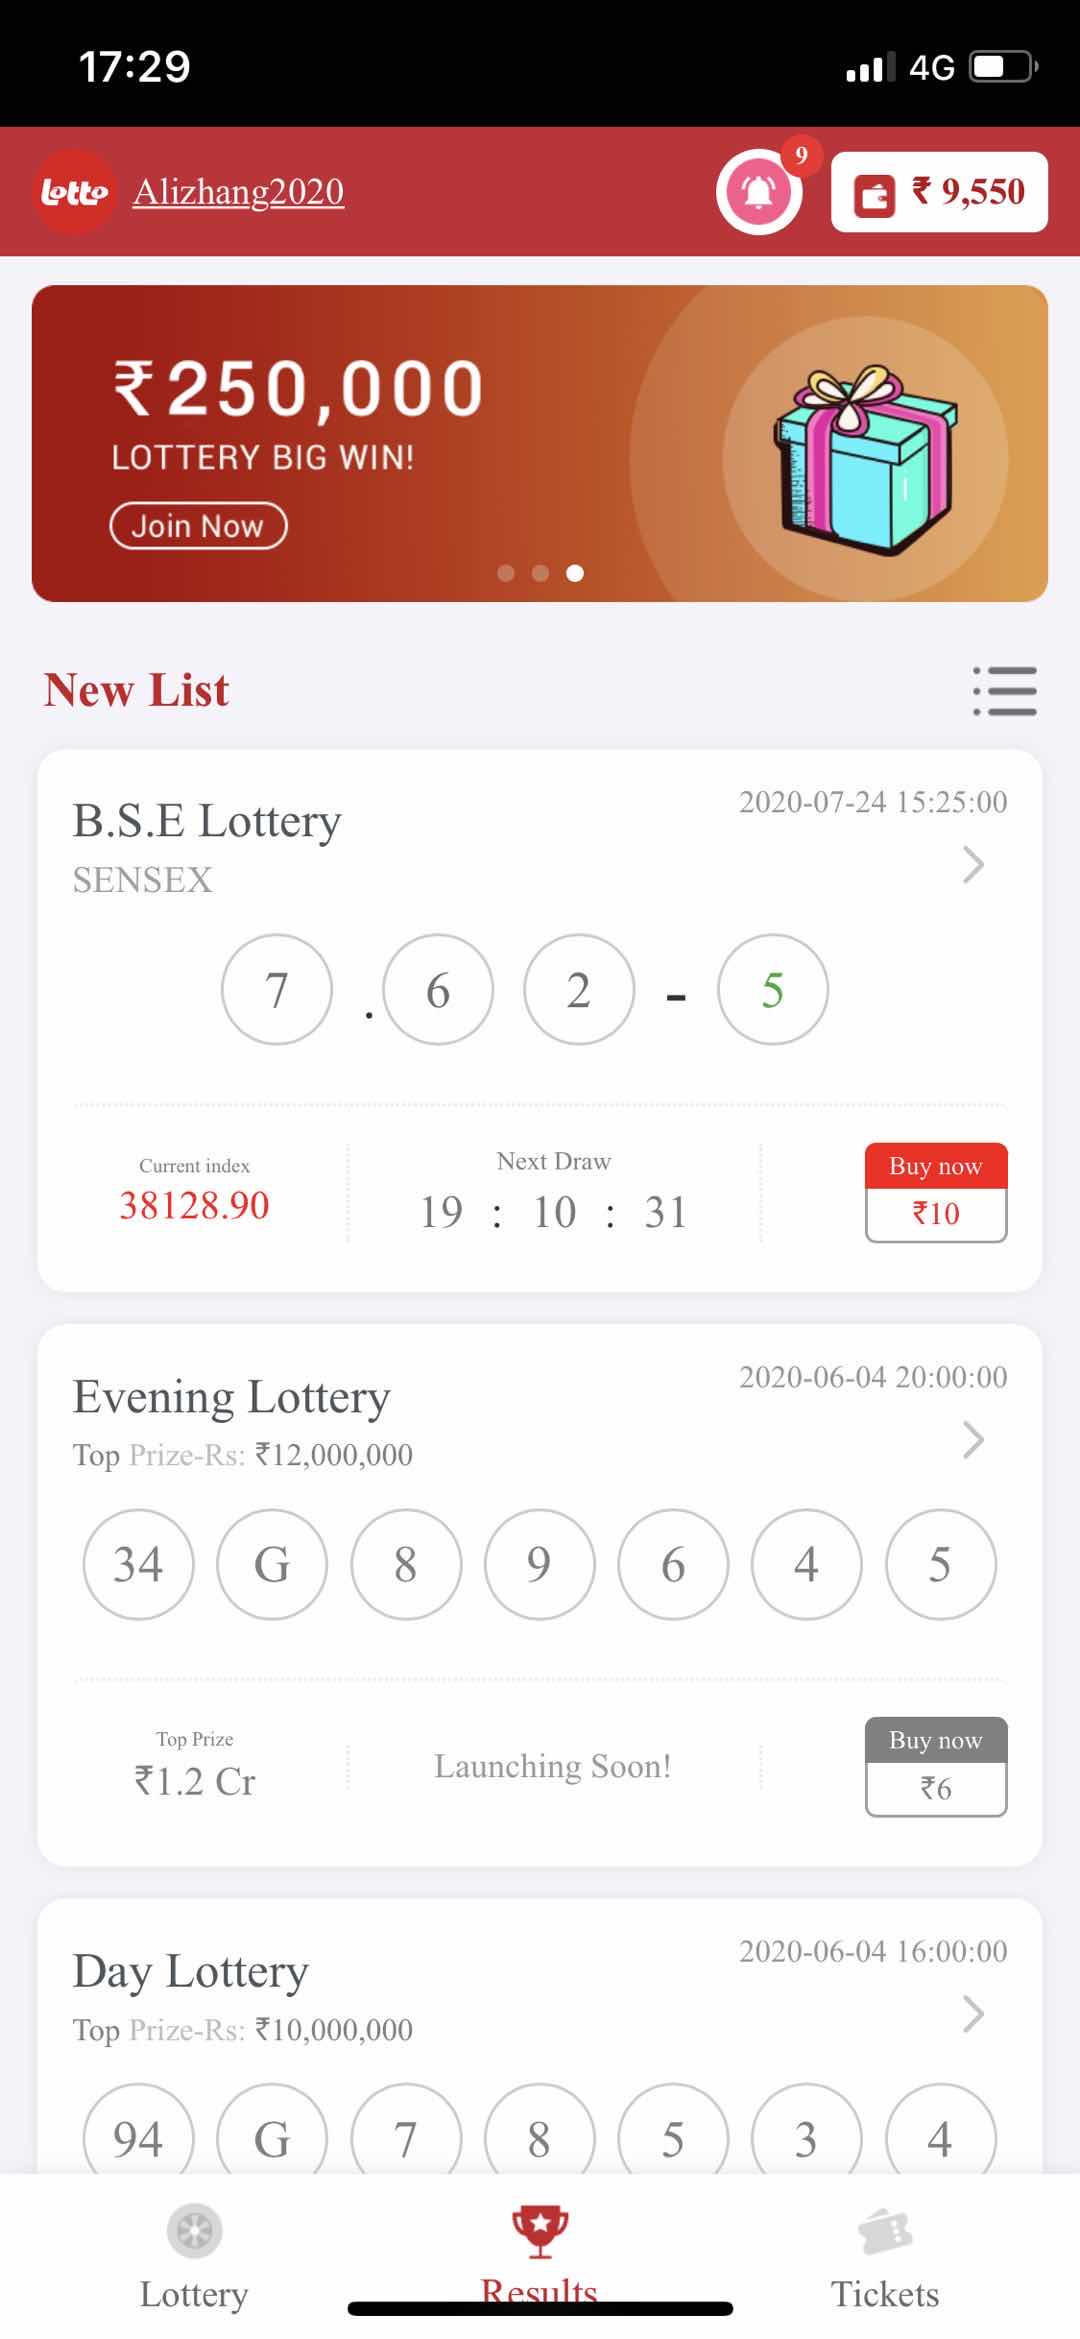 17:29
4G
lotto
Alizhang2020
9
₹ 9,550
₹250,000
LOTTERY BIG WIN!
Join Now
New List
B.S.E Lottery
2020-07-24 15:25:00
SENSEX
7 . 6 2 - 5
Current index
38128.90
Next Draw
19 : 10 : 31
Buy now
₹10
Evening Lottery
2020-06-04 20:00:00
Top Prize-Rs: ₹12,000,000
34 G 8 9 6 4 5
Top Prize
₹1.2 Cr
Launching Soon!
Buy now
₹6
Day Lottery
2020-06-04 16:00:00
Top Prize-Rs: ₹10,000,000
94 G 7 8 5 3 4
Lottery
Results
Tickets